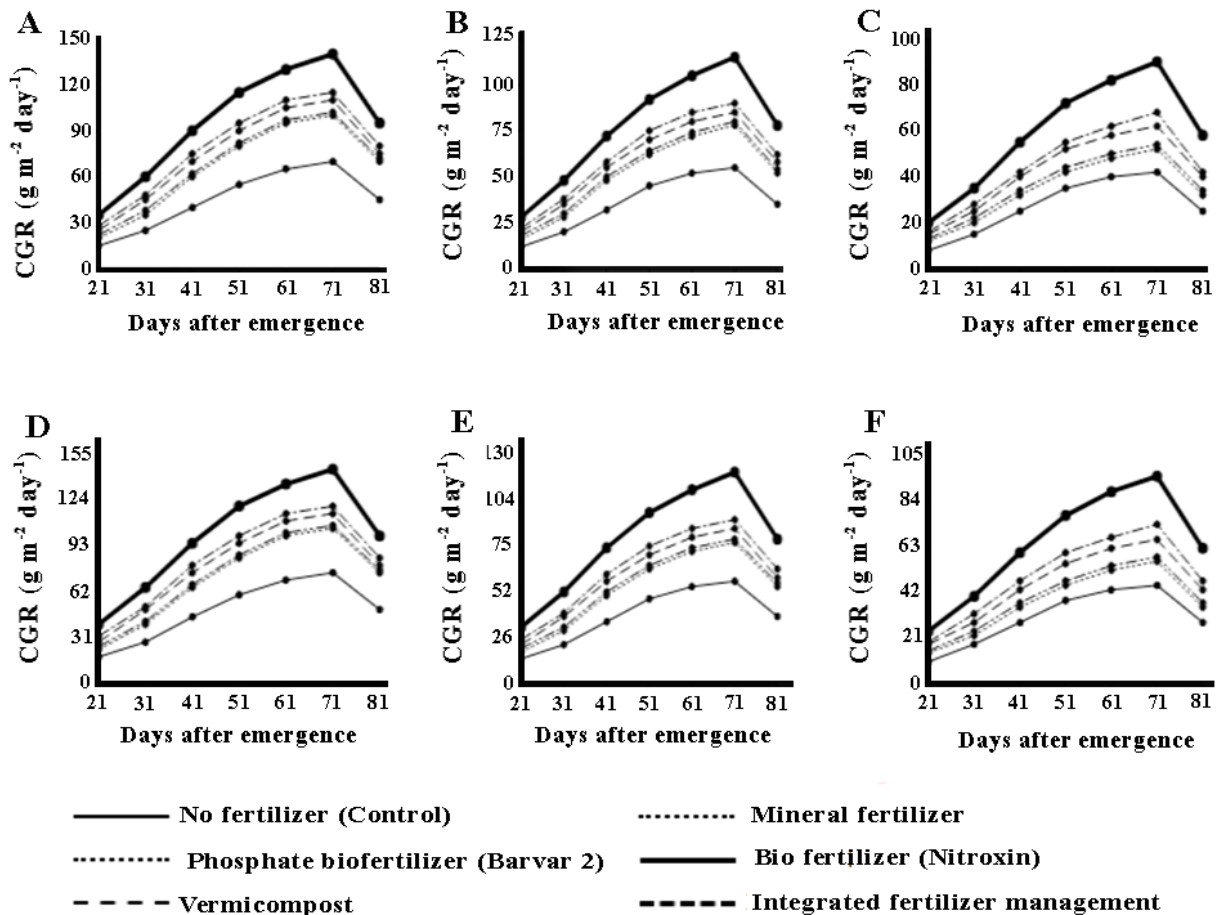 A
CGR (g m-2 day-1)
150
120
90
60
30
0
21 31 41 51 61 71 81
Days after emergence
B
CGR (g m-2 day-1)
125
100
75
50
25
0
21 31 41 51 61 71 81
Days after emergence
C
CGR (g m-2 day-1)
100
80
60
40
20
0
21 31 41 51 61 71 81
Days after emergence
D
CGR (g m-2 day-1)
155
124
93
62
31
0
21 31 41 51 61 71 81
Days after emergence
E
CGR (g m-2 day-1)
130
104
75
52
26
0
21 31 41 51 61 71 81
Days after emergence
F
CGR (g m-2 day-1)
105
84
63
42
21
0
21 31 41 51 61 71 81
Days after emergence
No fertilizer (Control)
Mineral fertilizer
Phosphate biofertilizer (Barvar 2)
Bio fertilizer (Nitroxin)
Vermicompost
Integrated fertilizer management